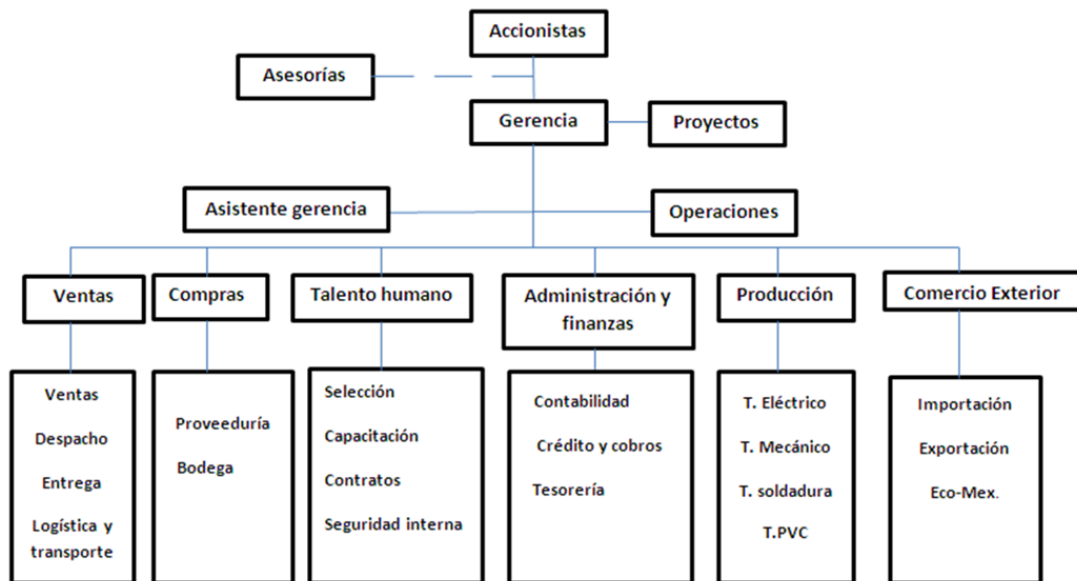 Accionistas
Asesorías
Gerencia
Proyectos
Asistente gerencia
Operaciones
Ventas
Compras
Talento humano
Administración y
finanzas
Producción
Comercio Exterior
Ventas
Despacho
Entrega
Logística y
transporte
Proveeduría
Bodega
Selección
Capacitación
Contratos
Seguridad interna
Contabilidad
Crédito y cobros
Tesorería
T. Eléctrico
T. Mecánico
T. soldadura
T.PVC
Importación
Exportación
Eco-Mex.